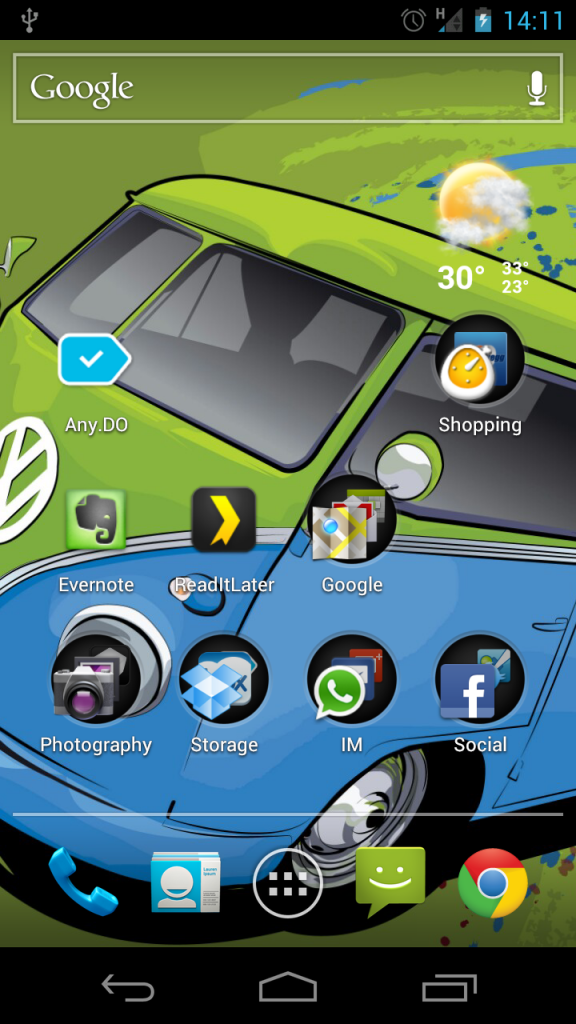 H
14:11
Google
30°
33°
23°
Any.DO
Shopping
Evernote
ReadItLater
Google
Photography
Storage
IM
Social